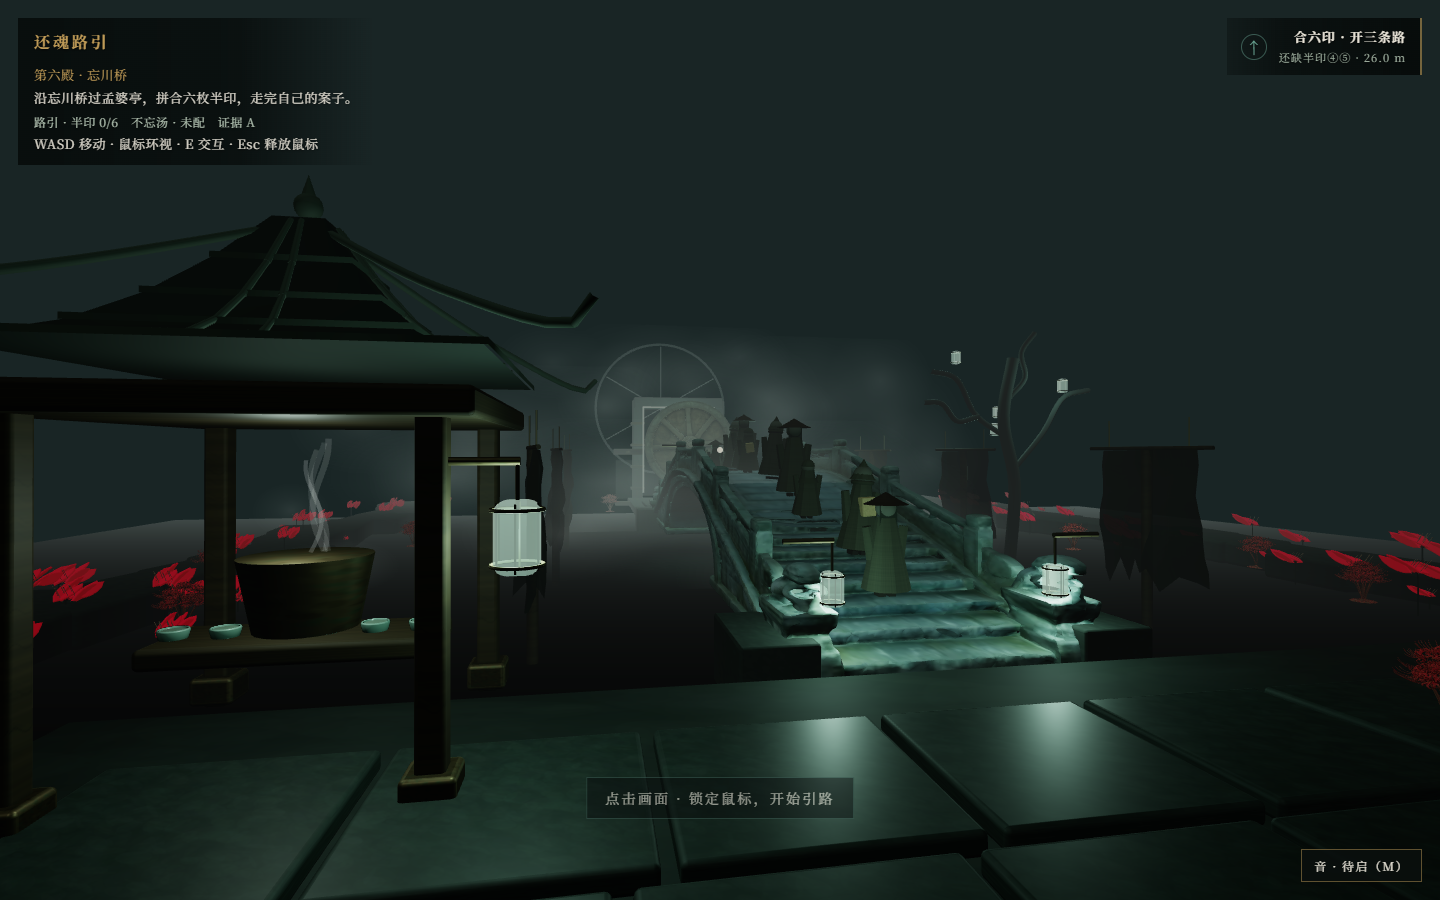 还魂路引
第六殿 · 忘川桥
沿忘川桥过孟婆亭，拼合六枚半印，走完自己的案子。
路引 · 半印 0/6 不忘汤 · 未配 证据 A
WASD 移动 · 鼠标环视 · E 交互 · Esc 释放鼠标
合六印 · 开三条路
还缺半印④⑤ · 26.0 m
点击画面 · 锁定鼠标，开始引路
音 · 待启（M）